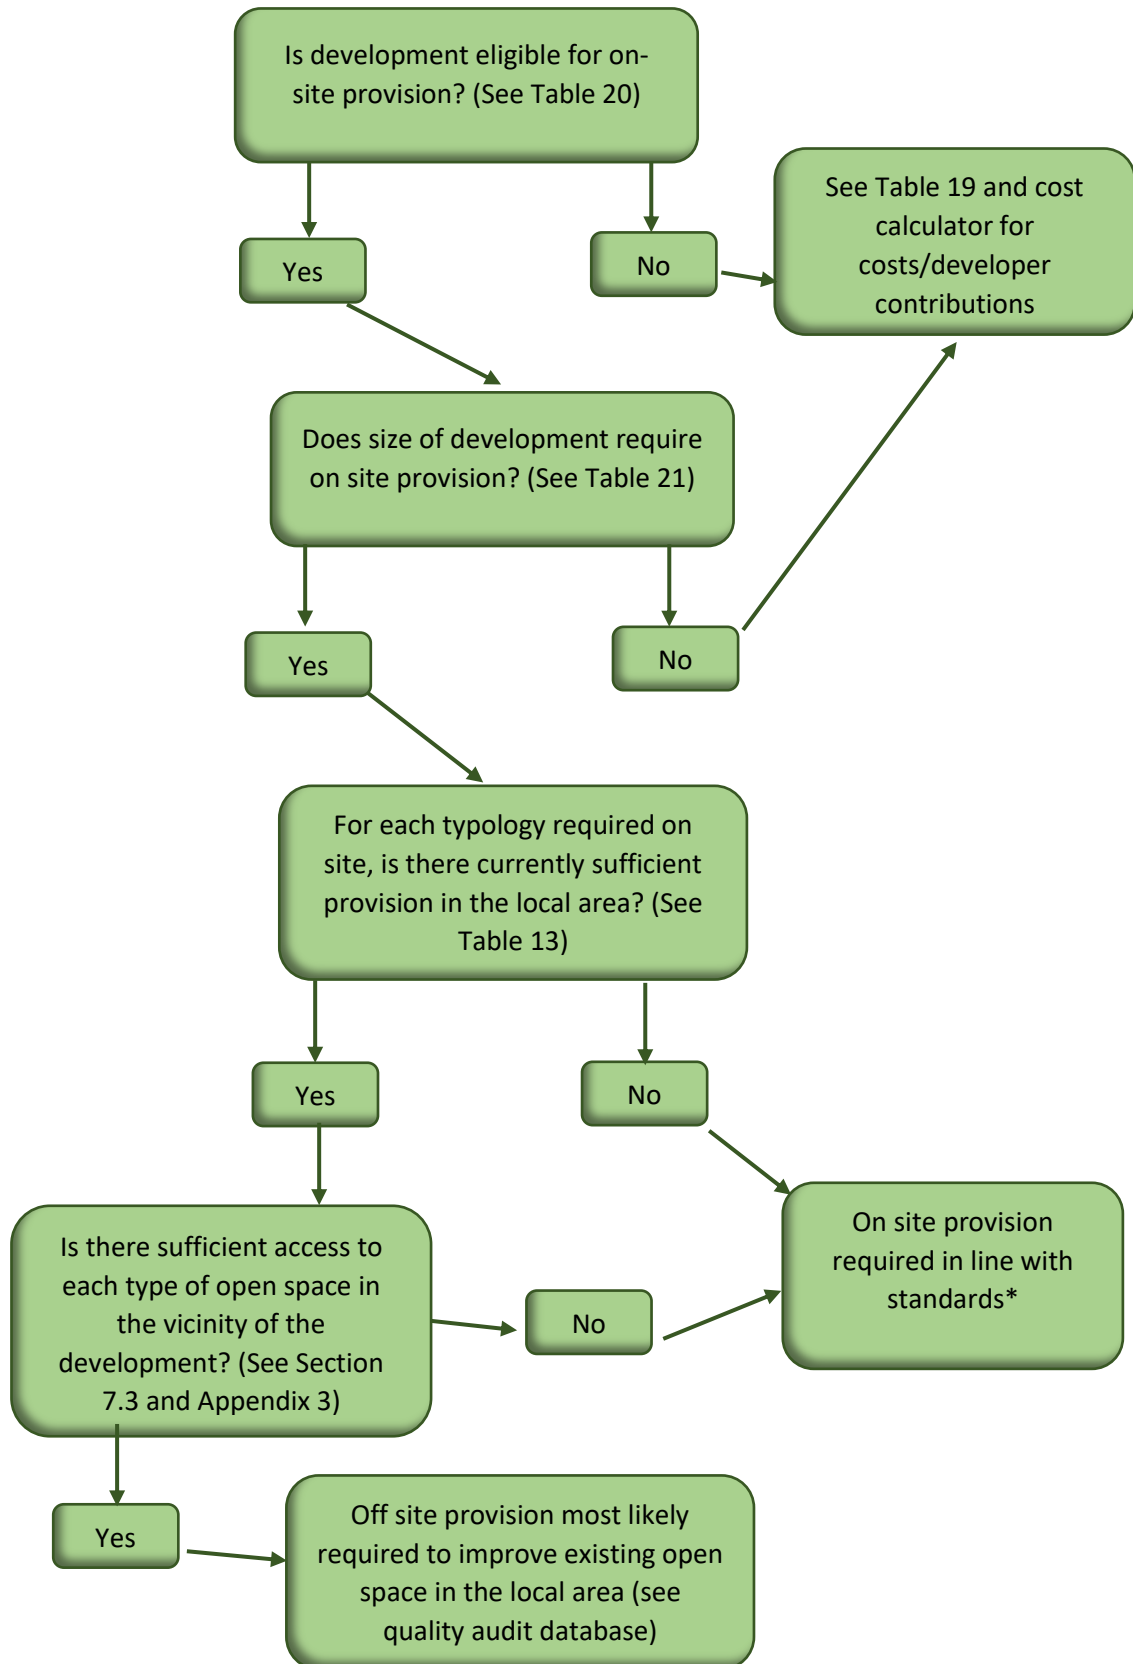 Is development eligible for on-
site provision? (See Table 20)
See Table 19 and cost
calculator for
costs/developer
contributions
Yes
No
Does size of development require
on site provision? (See Table 21)
Yes
No
For each typology required on
site, is there currently sufficient
provision in the local area? (See
Table 13)
Yes
No
Is there sufficient access to
each type of open space in
the vicinity of the
development? (See Section
7.3 and Appendix 3)
No
On site provision
required in line with
standards*
Yes
Off site provision most likely
required to improve existing open
space in the local area (see
quality audit database)